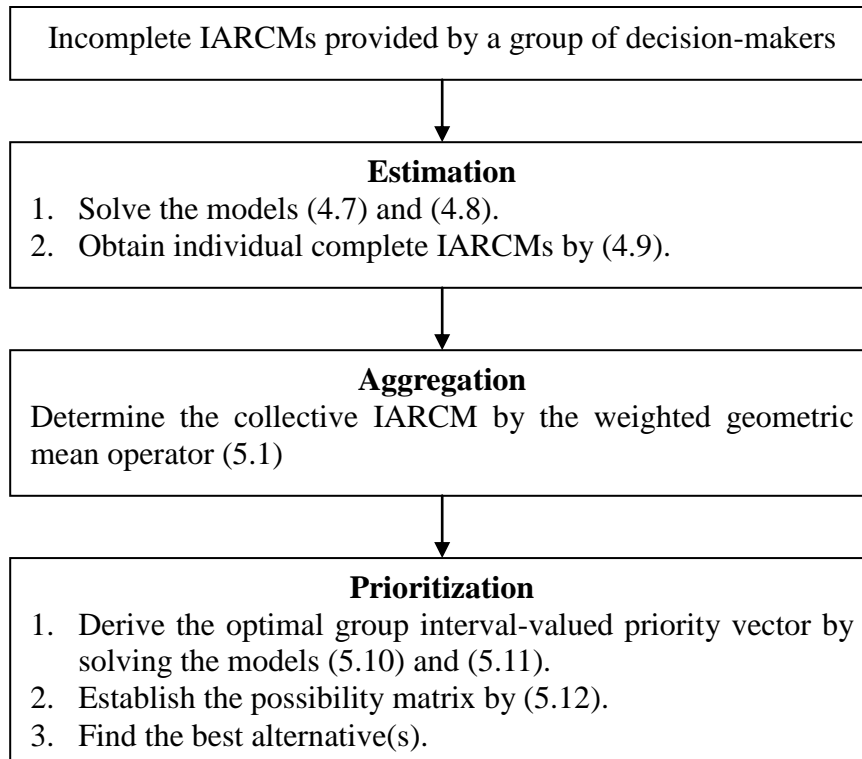 Incomplete IARCMs provided by a group of decision-makers
Estimation
1. Solve the models (4.7) and (4.8).
2. Obtain individual complete IARCMs by (4.9).
Aggregation
Determine the collective IARCM by the weighted geometric
mean operator (5.1)
Prioritization
1. Derive the optimal group interval-valued priority vector by
solving the models (5.10) and (5.11).
2. Establish the possibility matrix by (5.12).
3. Find the best alternative(s).